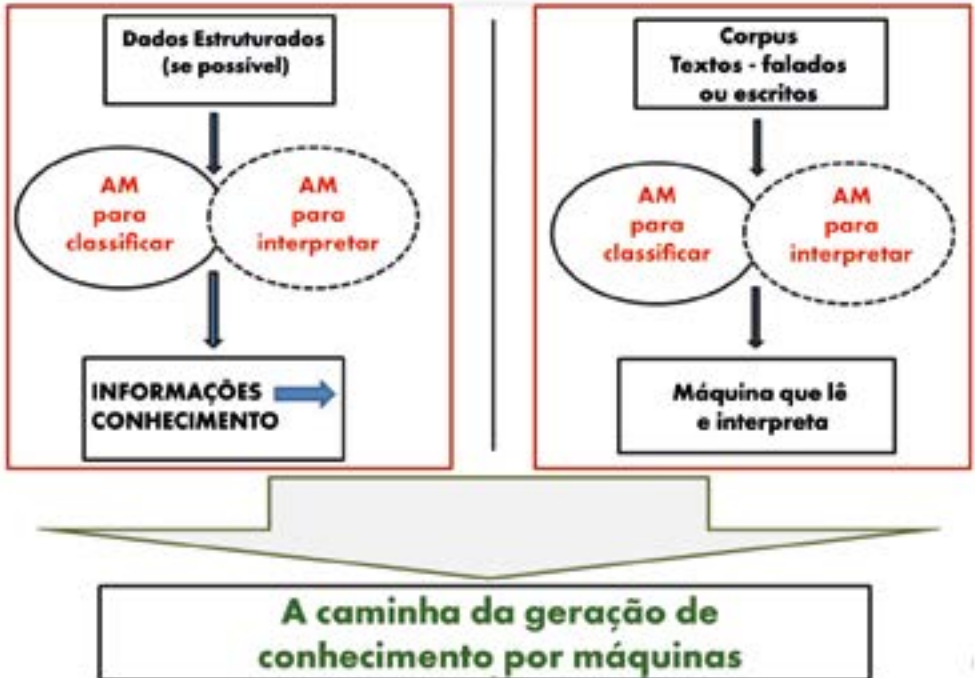 Dados Estruturados
(se possível)
AM
para
classificar
AM
para
interpretar
INFORMAÇÕES
CONHECIMENTO
Corpus
Textos - falados
ou escritos
AM
para
classificar
AM
para
interpretar
Máquina que lê
e interpreta
A caminha da geração de
conhecimento por máquinas